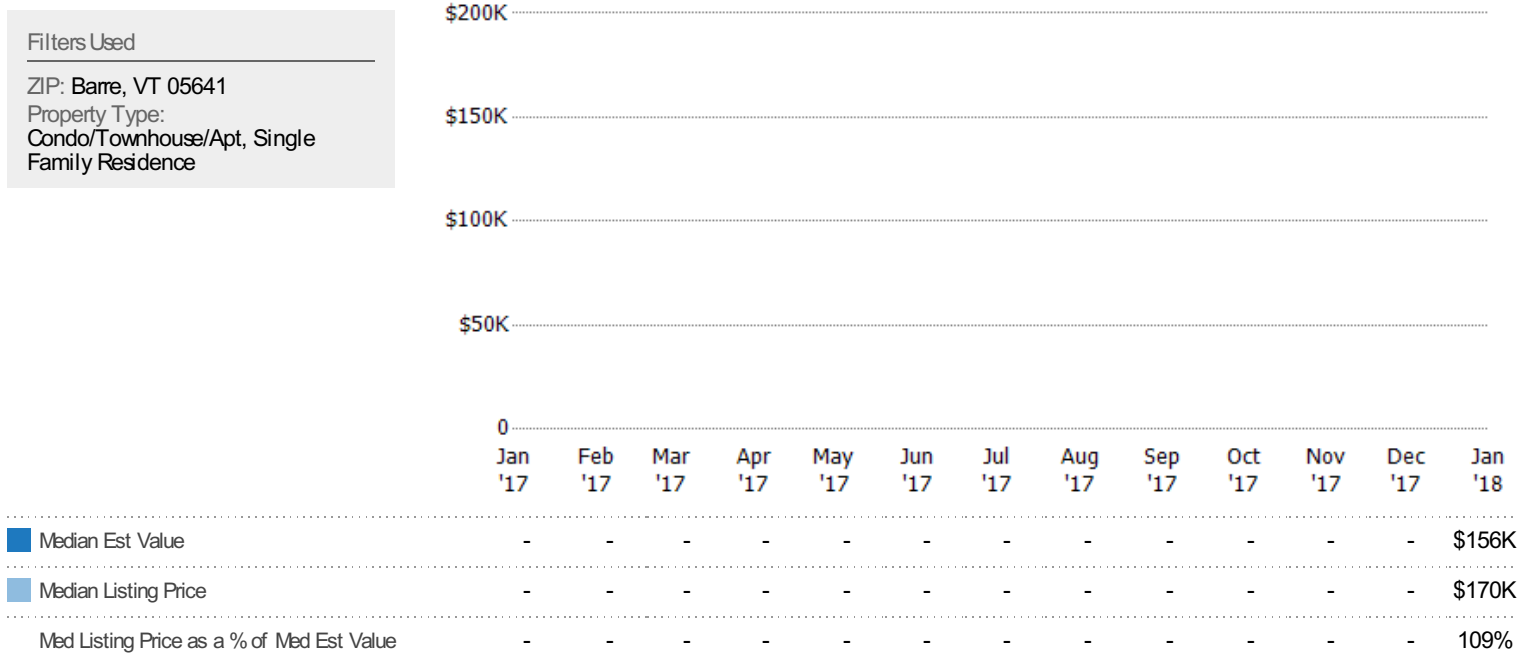 Filters Used
ZIP: Barre, VT 05641
Property Type:
Condo/Townhouse/Apt, Single
Family Residence
$200K
$150K
$100K
$50K
0
Jan Feb Mar Apr May Jun Jul Aug Sep Oct Nov Dec Jan
'17 '17 '17 '17 '17 '17 '17 '17 '17 '17 '17 '17 '18
Median Est Value - - - - - - - - - - - - $156K
Median Listing Price - - - - - - - - - - - - $170K
Med Listing Price as a % of Med Est Value - - - - - - - - - - - - 109%